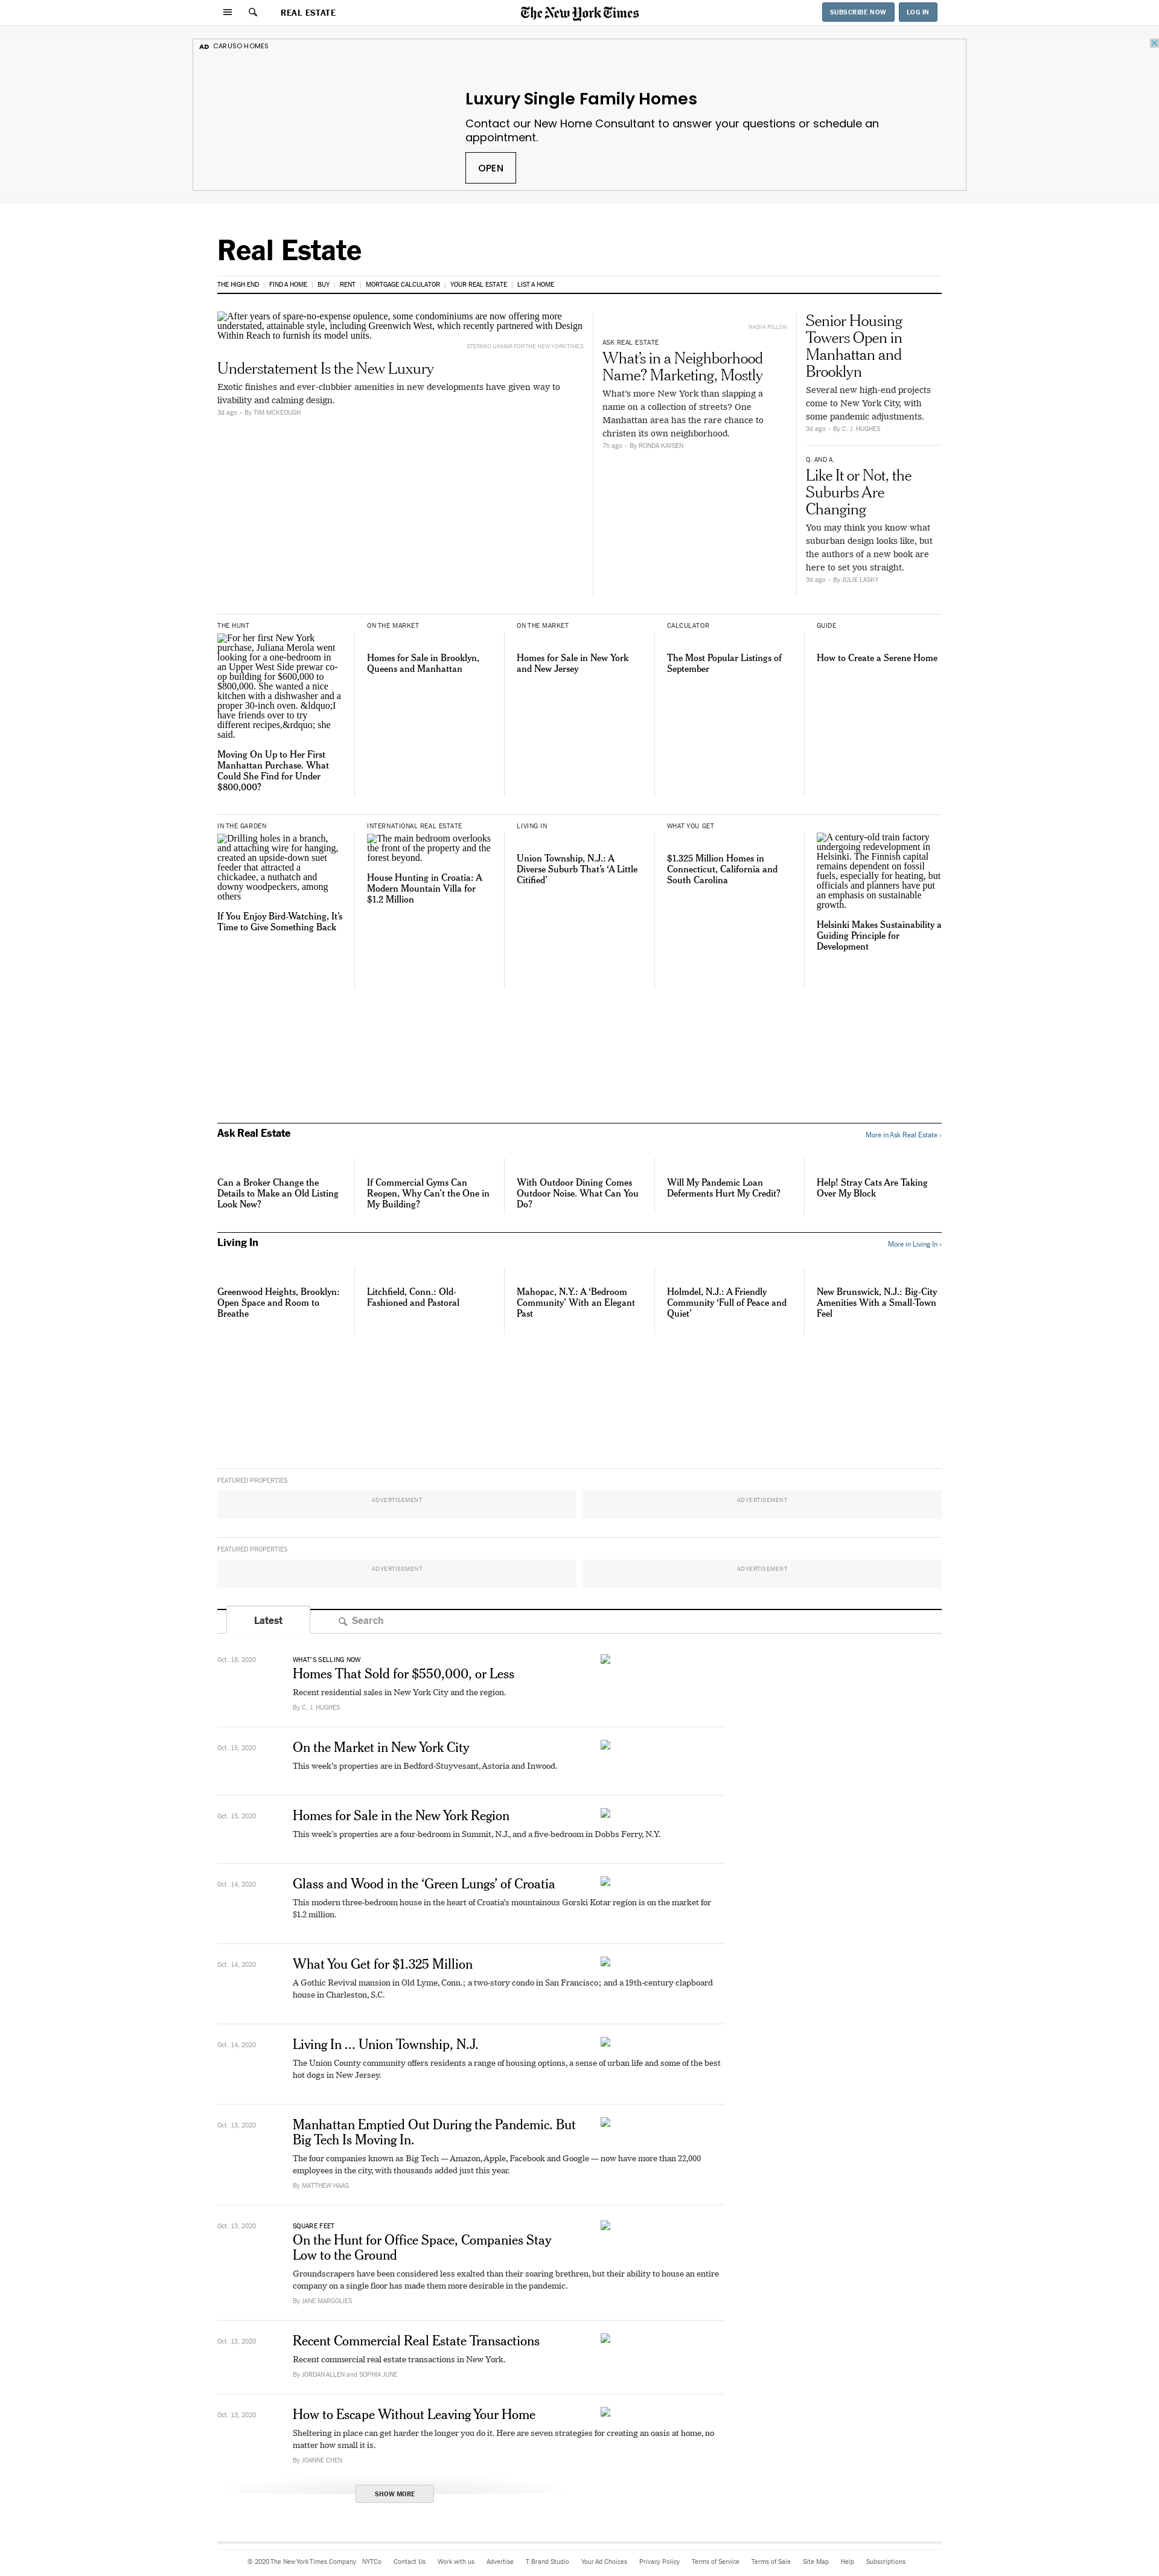 REAL ESTATE
The New York Times
SUBSCRIBE NOW
LOG IN
AD CARUSO HOMES
Luxury Single Family Homes
Contact our New Home Consultant to answer your questions or schedule an
appointment.
OPEN
Real Estate
THE HIGH END
FIND A HOME
BUY
RENT
MORTGAGE CALCULATOR
YOUR REAL ESTATE
LIST A HOME
After years of spare-no-expense opulence, some condominiums are now offering more
understated, attainable style, including Greenwich West, which recently partnered with Design
Within Reach to furnish its model units.
STEFANO UKMAR FOR THE NEW YORK TIMES
Understatement Is the New Luxury
Exotic finishes and ever-clubbier amenities in new developments have given way to
livability and calming design.
3d ago • By TIM MCKEOUGH
NADIA PILLON
ASK REAL ESTATE
What’s in a Neighborhood
Name? Marketing, Mostly
What’s more New York than slapping a
name on a collection of streets? One
Manhattan area has the rare chance to
christen its own neighborhood.
7h ago • By RONDA KAYSEN
Senior Housing
Towers Open in
Manhattan and
Brooklyn
Several new high-end projects
come to New York City, with
some pandemic adjustments.
3d ago • By C. J. HUGHES
Q. AND A.
Like It or Not, the
Suburbs Are
Changing
You may think you know what
suburban design looks like, but
the authors of a new book are
here to set you straight.
3d ago • By JULIE LASKY
THE HUNT
For her first New York
purchase, Juliana Merola went
looking for a one-bedroom in
an Upper West Side prewar co-
op building for $600,000 to
$800,000. She wanted a nice
kitchen with a dishwasher and a
proper 30-inch oven. &ldquo;I
have friends over to try
different recipes,&rdquo; she
said.
Moving On Up to Her First
Manhattan Purchase. What
Could She Find for Under
$800,000?
ON THE MARKET
Homes for Sale in Brooklyn,
Queens and Manhattan
ON THE MARKET
Homes for Sale in New York
and New Jersey
CALCULATOR
The Most Popular Listings of
September
GUIDE
How to Create a Serene Home
IN THE GARDEN
Drilling holes in a branch,
and attaching wire for hanging,
created an upside-down suet
feeder that attracted a
chickadee, a nuthatch and
downy woodpeckers, among
others
If You Enjoy Bird-Watching, It’s
Time to Give Something Back
INTERNATIONAL REAL ESTATE
The main bedroom overlooks
the front of the property and the
forest beyond.
House Hunting in Croatia: A
Modern Mountain Villa for
$1.2 Million
LIVING IN
Union Township, N.J.: A
Diverse Suburb That’s ‘A Little
Citified’
WHAT YOU GET
$1.325 Million Homes in
Connecticut, California and
South Carolina
A century-old train factory
undergoing redevelopment in
Helsinki. The Finnish capital
remains dependent on fossil
fuels, especially for heating, but
officials and planners have put
an emphasis on sustainable
growth.
Helsinki Makes Sustainability a
Guiding Principle for
Development
Ask Real Estate
More in Ask Real Estate ›
Can a Broker Change the
Details to Make an Old Listing
Look New?
If Commercial Gyms Can
Reopen, Why Can’t the One in
My Building?
With Outdoor Dining Comes
Outdoor Noise. What Can You
Do?
Will My Pandemic Loan
Deferments Hurt My Credit?
Help! Stray Cats Are Taking
Over My Block
Living In
More in Living In ›
Greenwood Heights, Brooklyn:
Open Space and Room to
Breathe
Litchfield, Conn.: Old-
Fashioned and Pastoral
Mahopac, N.Y.: A ‘Bedroom
Community’ With an Elegant
Past
Holmdel, N.J.: A Friendly
Community ‘Full of Peace and
Quiet’
New Brunswick, N.J.: Big-City
Amenities With a Small-Town
Feel
FEATURED PROPERTIES
ADVERTISEMENT
ADVERTISEMENT
FEATURED PROPERTIES
ADVERTISEMENT
ADVERTISEMENT
Latest
Search
Oct. 18, 2020
WHAT’S SELLING NOW
Homes That Sold for $550,000, or Less
Recent residential sales in New York City and the region.
By C. J. HUGHES
Oct. 15, 2020
On the Market in New York City
This week’s properties are in Bedford-Stuyvesant, Astoria and Inwood.
Oct. 15, 2020
Homes for Sale in the New York Region
This week’s properties are a four-bedroom in Summit, N.J., and a five-bedroom in Dobbs Ferry, N.Y.
Oct. 14, 2020
Glass and Wood in the ‘Green Lungs’ of Croatia
This modern three-bedroom house in the heart of Croatia’s mountainous Gorski Kotar region is on the market for
$1.2 million.
Oct. 14, 2020
What You Get for $1.325 Million
A Gothic Revival mansion in Old Lyme, Conn.; a two-story condo in San Francisco; and a 19th-century clapboard
house in Charleston, S.C.
Oct. 14, 2020
Living In ... Union Township, N.J.
The Union County community offers residents a range of housing options, a sense of urban life and some of the best
hot dogs in New Jersey.
Oct. 13, 2020
Manhattan Emptied Out During the Pandemic. But
Big Tech Is Moving In.
The four companies known as Big Tech — Amazon, Apple, Facebook and Google — now have more than 22,000
employees in the city, with thousands added just this year.
By MATTHEW HAAG
Oct. 13, 2020
SQUARE FEET
On the Hunt for Office Space, Companies Stay
Low to the Ground
Groundscrapers have been considered less exalted than their soaring brethren, but their ability to house an entire
company on a single floor has made them more desirable in the pandemic.
By JANE MARGOLIES
Oct. 13, 2020
Recent Commercial Real Estate Transactions
Recent commercial real estate transactions in New York.
By JORDAN ALLEN and SOPHIA JUNE
Oct. 13, 2020
How to Escape Without Leaving Your Home
Sheltering in place can get harder the longer you do it. Here are seven strategies for creating an oasis at home, no
matter how small it is.
By JOANNE CHEN
SHOW MORE
© 2020 The New York Times Company
NYTCo
Contact Us
Work with us
Advertise
T Brand Studio
Your Ad Choices
Privacy Policy
Terms of Service
Terms of Sale
Site Map
Help
Subscriptions